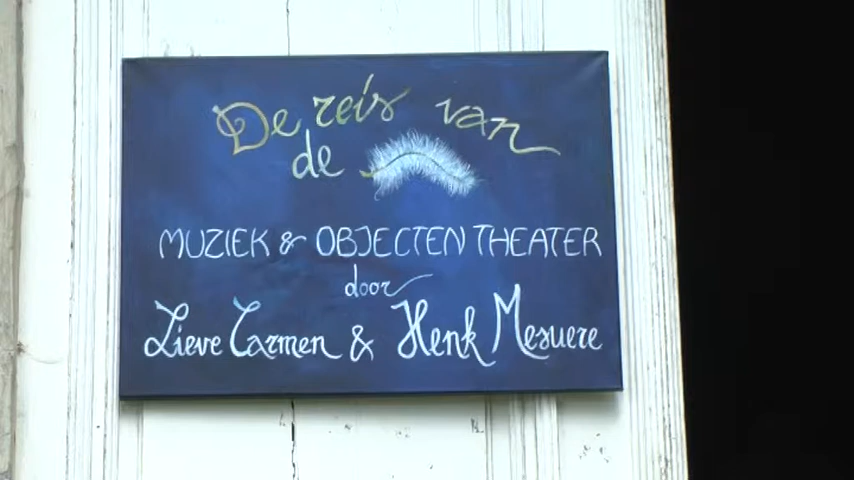 De reis van
de
MUZIEK & OBJECTEN THEATER
door
Lieve Carmen & Henk Mesuere